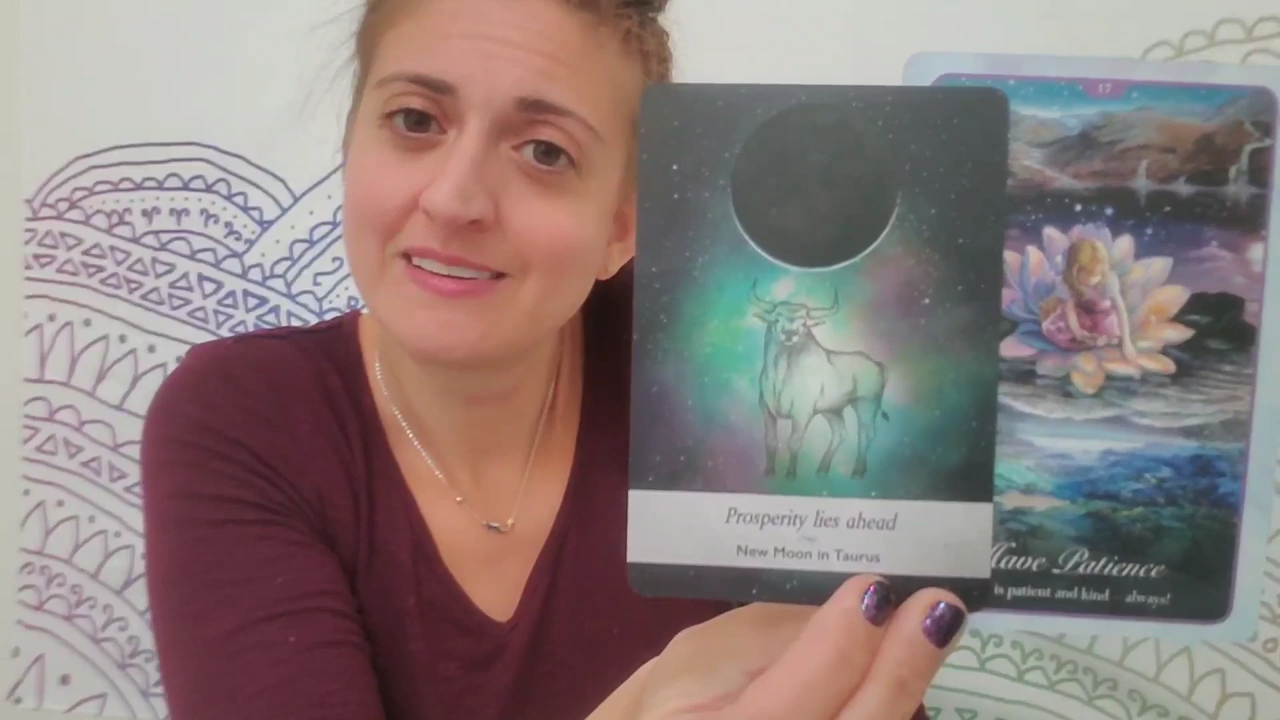 Prosperity lies ahead
New Moon in Taurus
17
Have Patience
is patient and kind always!